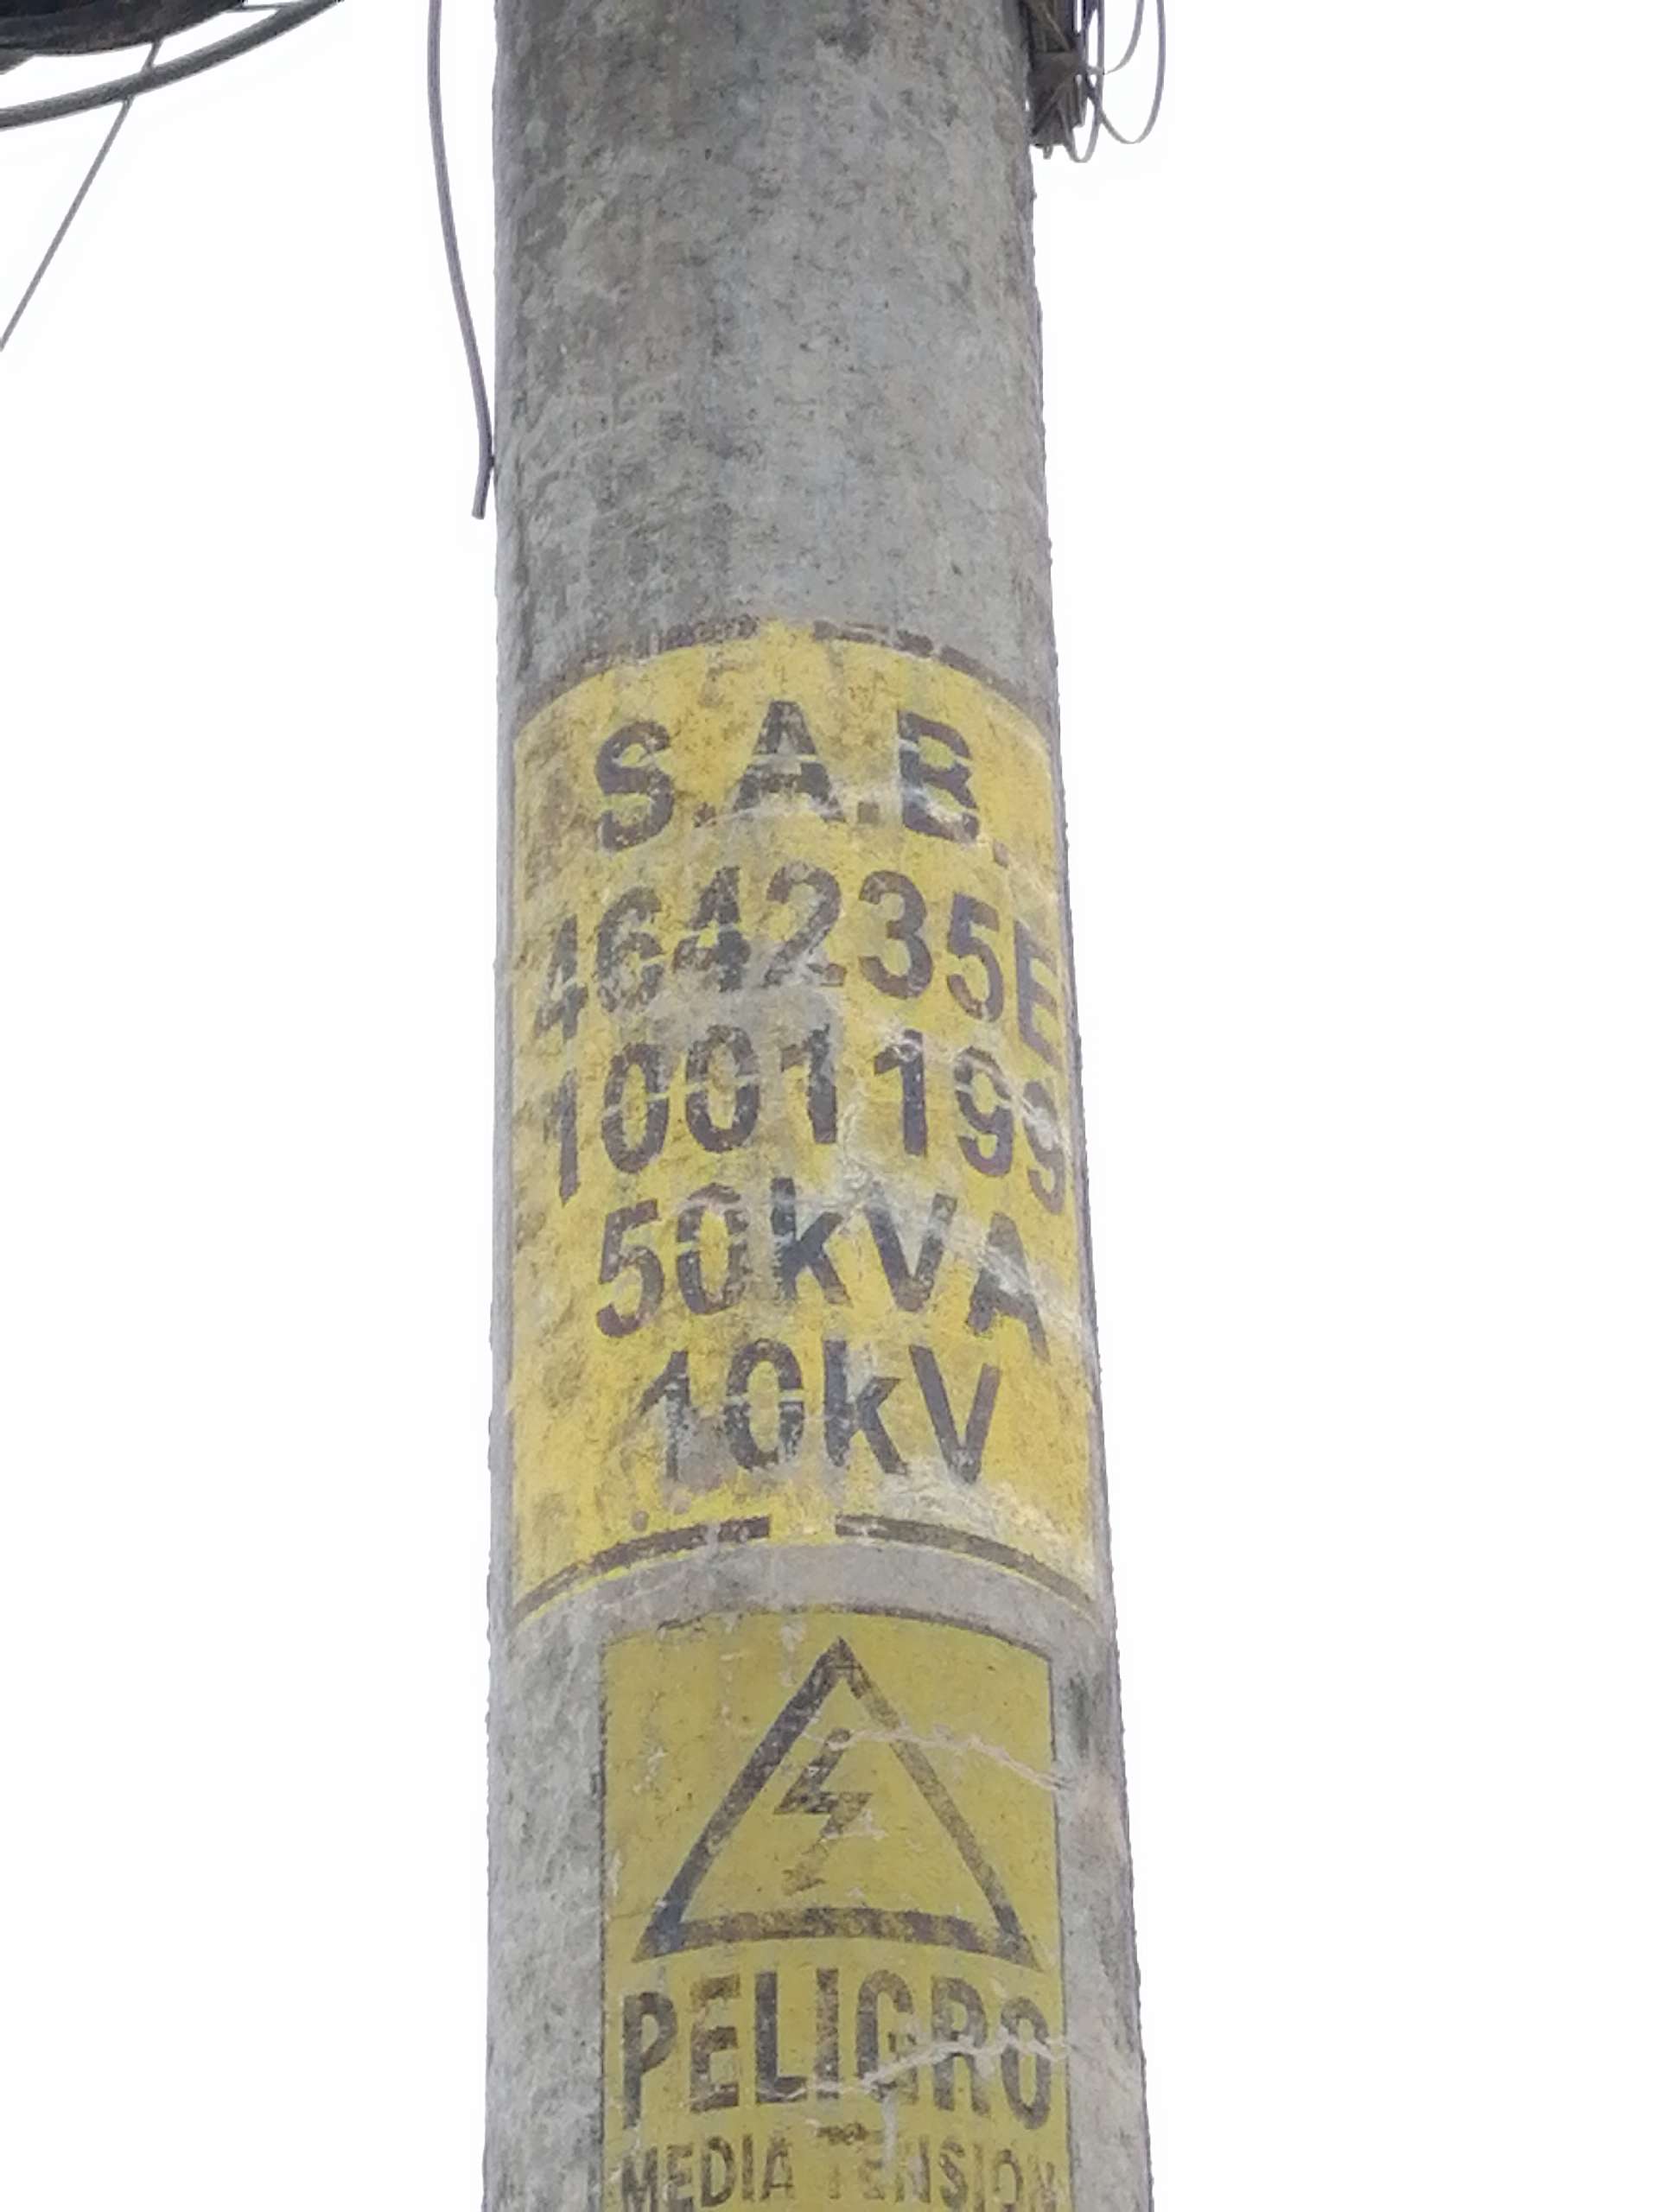 S.A.B.
464235E
1001199
50kVA
10kV
PELIGRO
MEDIA TENSION